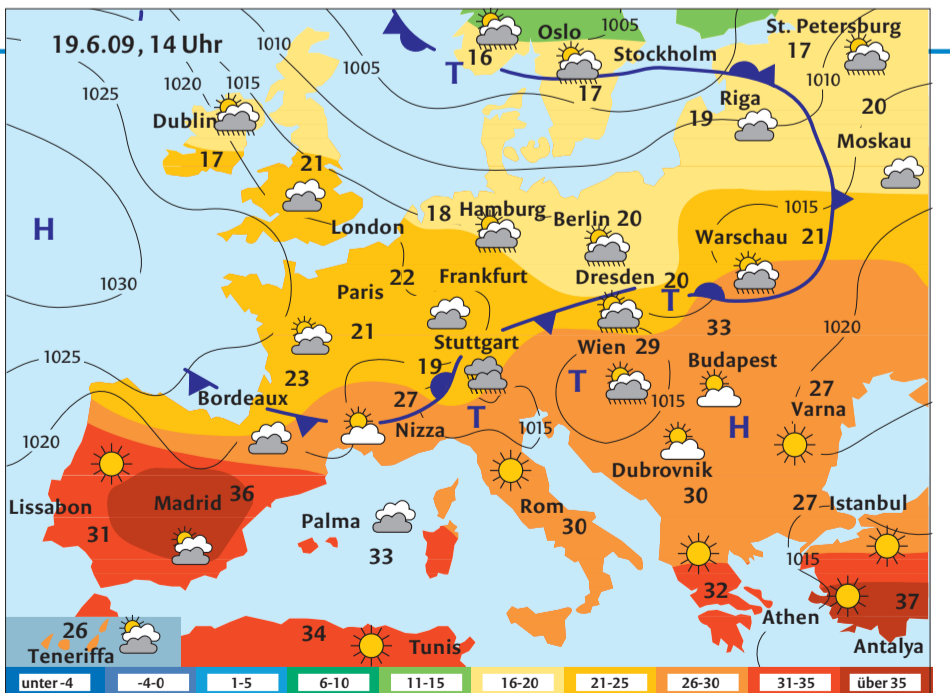 19.6.09, 14 Uhr
1010
1005
1020
1015
1025
1005
Oslo
16
T
Stockholm
17
St. Petersburg
17
1010
Riga
19
20
Moskau
Dublin
17
21
London
H
1030
18
Hamburg
Berlin 20
1015
Warschau
21
22
Frankfurt
Dresden
20
T
Paris
21
33
1020
Stuttgart
19
Wien 29
Budapest
1025
23
Bordeaux
27
Nizza
T
T
1015
1015
H
27
Varna
1020
Dubrovnik
30
Lissabon
31
Madrid
36
Palma
33
Rom
30
27
Istanbul
1015
32
Athen
37
Antalya
26
Teneriffa
34
Tunis
unter -4
-4-0
1-5
6-10
11-15
16-20
21-25
26-30
31-35
über 35